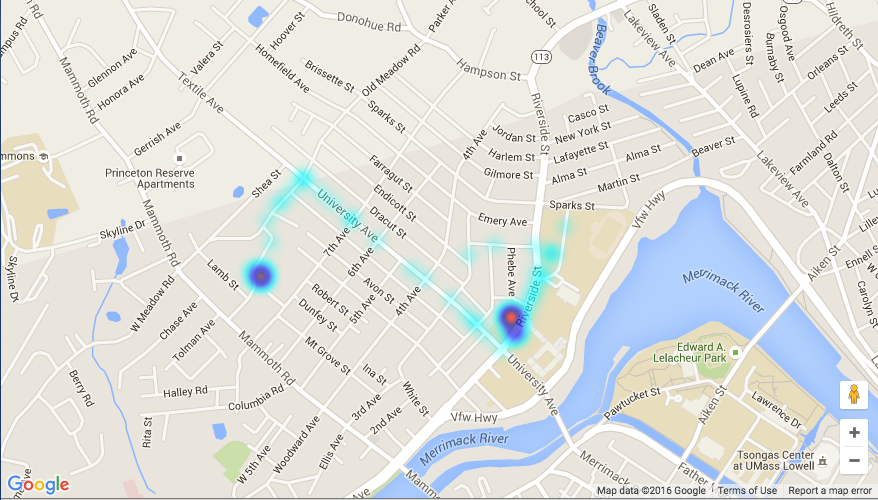 Donohue Rd
Parker Ave
School St
Sladen St
Lakeview Ave
Desrosiers St
Osgood Ave
Burnaby St
Hildreth St
Campus Rd
Mammoth Rd
Glennon Ave
Honora Ave
Valera St
Hoover St
Homefield Ave
Brissette St
Old Meadow Rd
Hampson St
113
Beaver Brook
Dean Ave
Orleans St
Lupine Rd
Leeds St
Textile Ave
Sparks St
Riverside St
Casco St
New York St
Lafayette St
Jordan St
Harlem St
Gilmore St
4th Ave
Alma St
Alma St
Martin St
Beaver St
Lakeview Ave
Farmland Rd
Dalton St
Gerrish Ave
mmons
Princeton Reserve
Apartments
Shea St
Farragut St
Endicott St
Dracut St
University Ave
Sparks St
Emery Ave
Vfw Hwy
Skyline Dr
Skyline Dr
Mammoth Rd
7th Ave
6th Ave
5th Ave
4th Ave
Phebe Ave
Riverside St
Merrimack River
Aiken St
Ennell St
Carolyn St
Lilley
W Meadow Rd
Lamb St
Chase Ave
Tolman Ave
Robert St
Dunfey St
Avon St
Mt Grove St
Mammoth Rd
Ina St
White St
3rd Ave
2nd Ave
Berry Rd
Halley Rd
Columbia Rd
Rita St
W 5th Ave
Woodward Ave
Ellis Ave
Vfw Hwy
University Ave
Merrimack River
Pawtucket St
Edward A.
Lelacheur Park
Aiken St
Lawrence Dr
Tsongas Center
at UMass Lowell
Merrimack
Father
Mammoth
Google
+
−
Map data ©2016 Google
Terms of Use
Report a map error